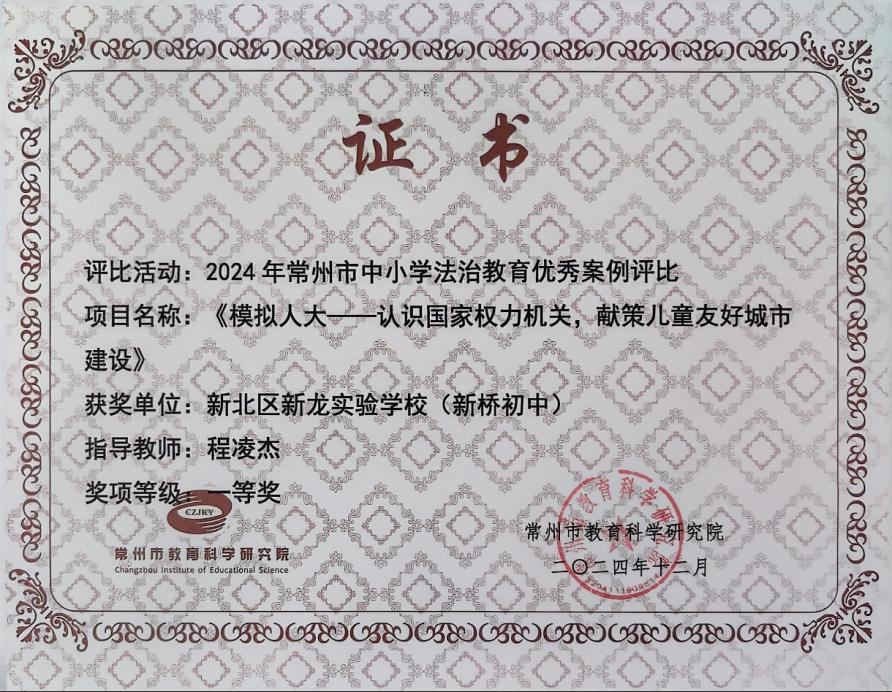 证 书
评比活动：2024 年常州市中小学法治教育优秀案例评比
项目名称：《模拟人大——认识国家权力机关，献策儿童友好城市
建设》
获奖单位：新北区新龙实验学校（新桥初中）
指导教师：程凌杰
奖项等级：一等奖
CZJKY
常州市教育科学研究院
Changzhou Institute of Educational Science
常州市教育科学研究院
二〇二四年十二月